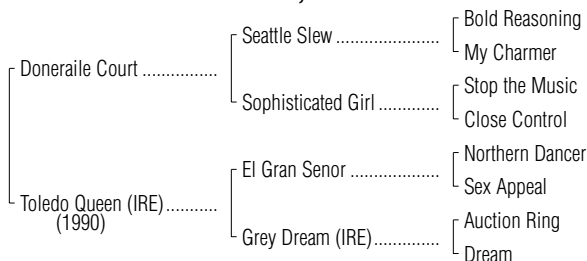 Doneraile Court ................
Toledo Queen (IRE)...........
(1990)
Seattle Slew ......................
Sophisticated Girl .............
El Gran Senor ...................
Grey Dream (IRE)..............
Bold Reasoning
My Charmer
Stop the Music
Close Control
Northern Dancer
Sex Appeal
Auction Ring
Dream